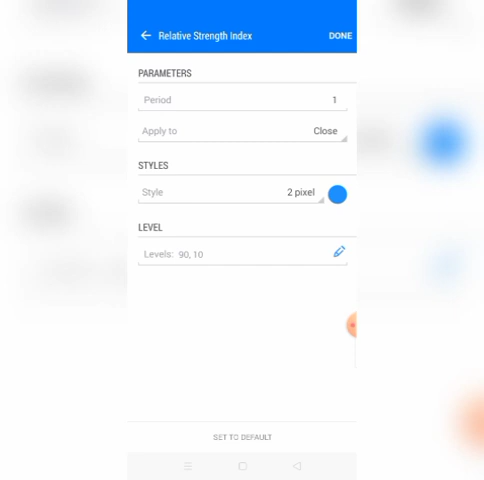 Relative Strength Index DONE
PARAMETERS
Period 1
Apply to Close
STYLES
Style 2 pixel
LEVEL
Levels: 90, 10
SET TO DEFAULT